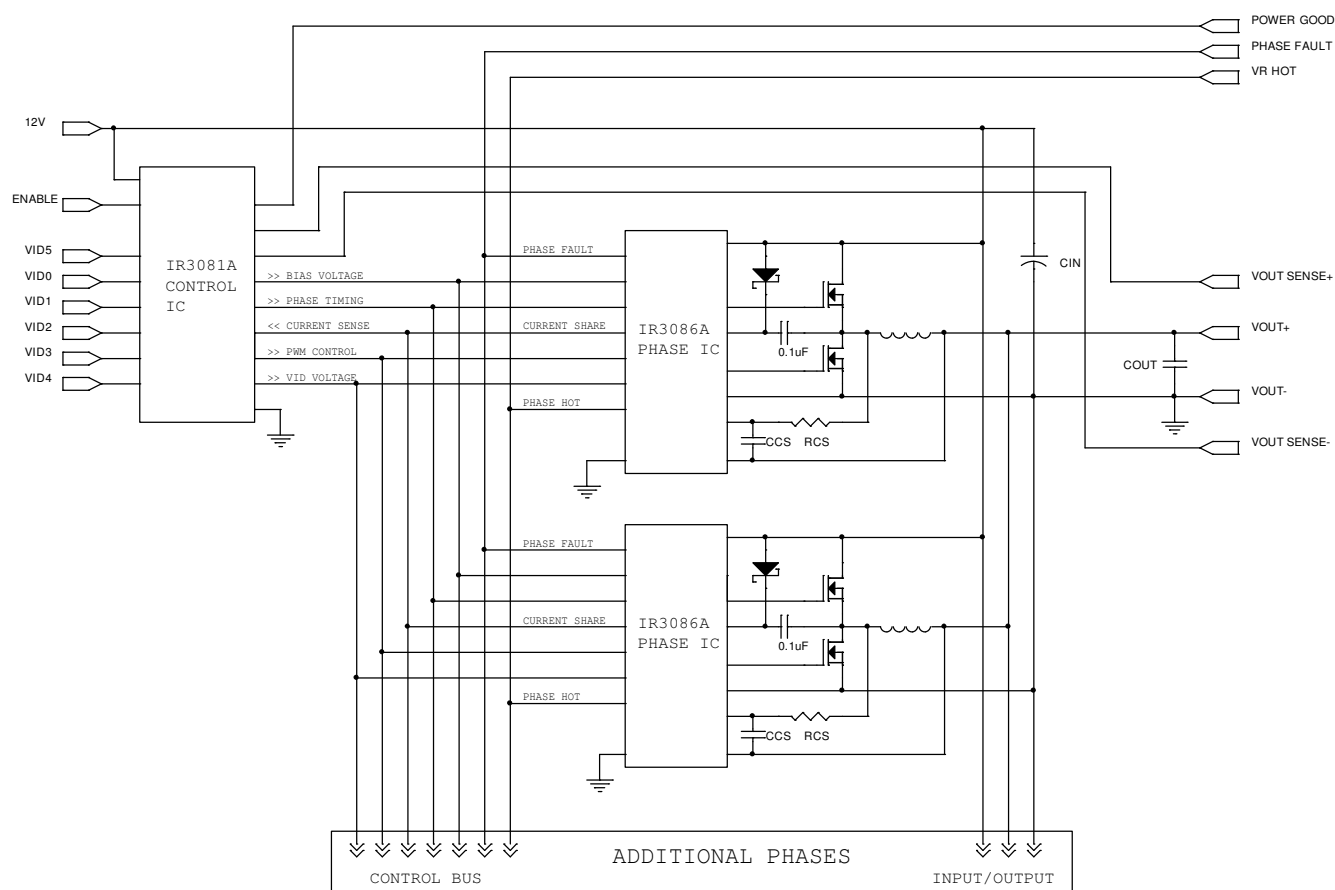 POWER GOOD
PHASE FAULT
VR HOT
12V
ENABLE
VID5
VID0
VID1
VID2
VID3
VID4
IR3081A
CONTROL
IC
>> BIAS VOLTAGE
>> PHASE TIMING
<< CURRENT SENSE
>> PWM CONTROL
>> VID VOLTAGE
PHASE FAULT
CURRENT SHARE
PHASE HOT
IR3086A
PHASE IC
0.1uF
CCS RCS
CIN
COUT
VOUT SENSE+
VOUT+
VOUT-
VOUT SENSE-
PHASE FAULT
CURRENT SHARE
PHASE HOT
IR3086A
PHASE IC
0.1uF
CCS RCS
ADDITIONAL PHASES
CONTROL BUS
INPUT/OUTPUT